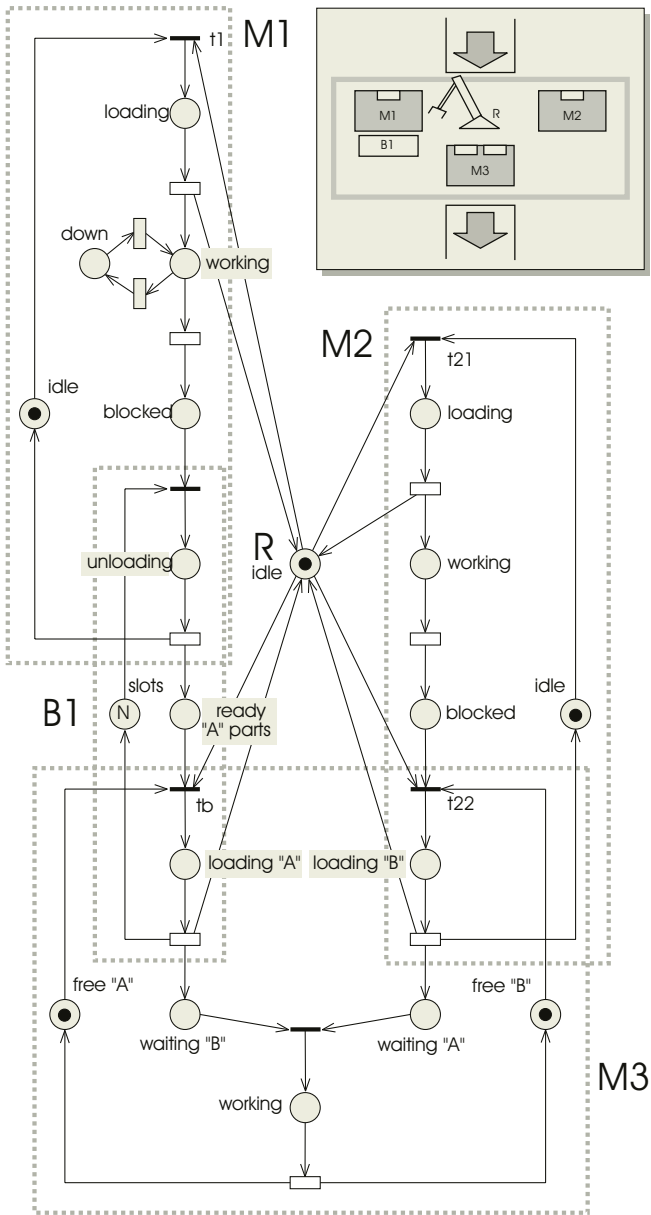 M1
t1
loading
down
working
idle
blocked
unloading
M1
R
M2
B1
M3
M2
t21
loading
R
idle
working
idle
blocked
B1
slots
N
ready
"A" parts
tb
t22
loading "A"
loading "B"
free "A"
free "B"
waiting "B"
waiting "A"
M3
working